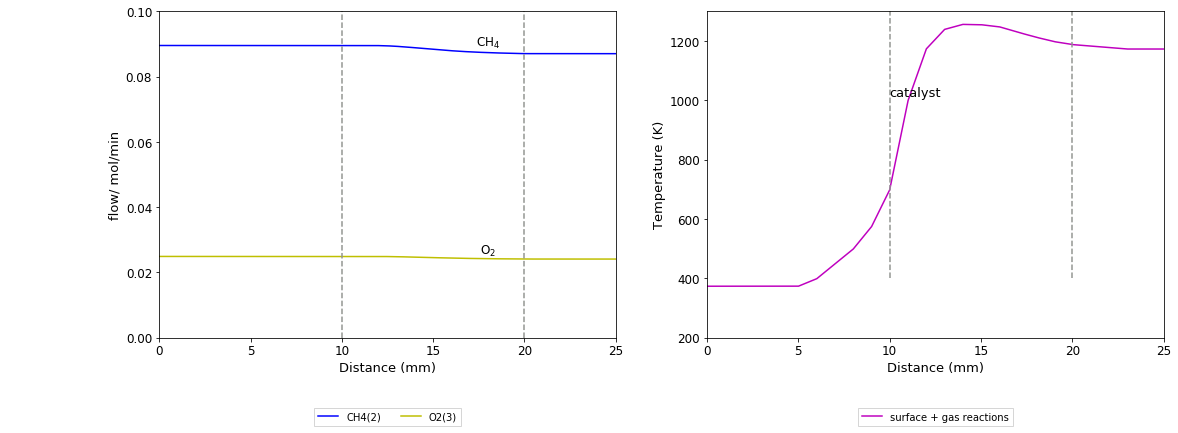 0.10
0.08
0.06
0.04
0.02
0.00
flow/ mol/min
CH₄
O₂
0 5 10 15 20 25
Distance (mm)
CH4(2) O2(3)
1200
1000
800
600
400
200
Temperature (K)
catalyst
0 5 10 15 20 25
Distance (mm)
surface + gas reactions